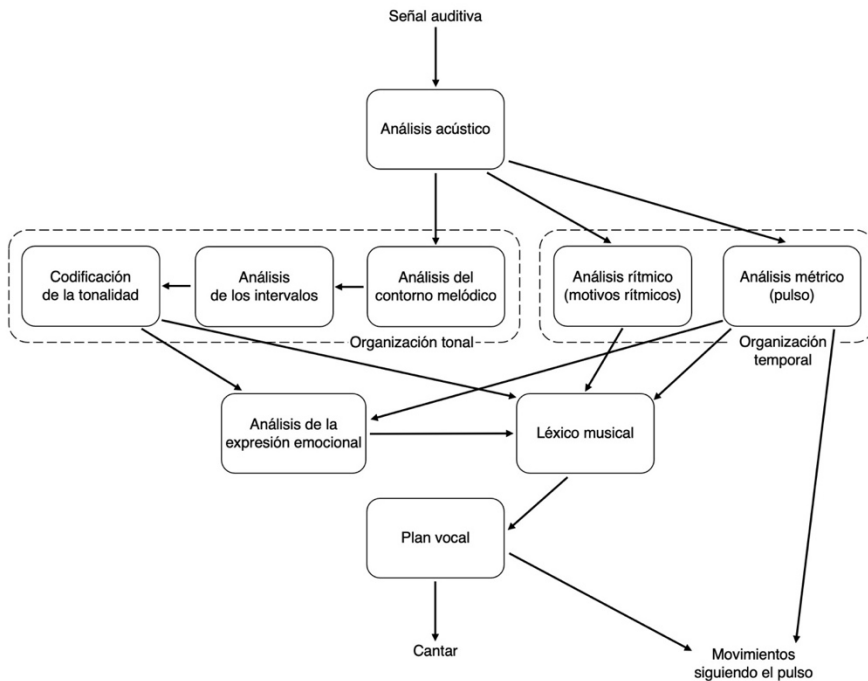 Señal auditiva
Análisis acústico
Codificación
de la tonalidad
Análisis
de los intervalos
Análisis del
contorno melódico
Organización tonal
Análisis rítmico
(motivos rítmicos)
Análisis métrico
(pulso)
Organización
temporal
Análisis de la
expresión emocional
Léxico musical
Plan vocal
Cantar
Movimientos
siguiendo el pulso